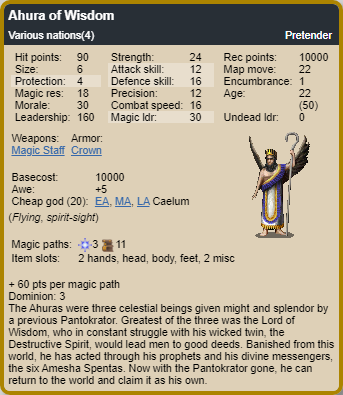 Ahura of Wisdom
Various nations(4) Pretender
Hit points: 90 Strength: 24 Rec points: 10000
Size: 6 Attack skill: 12 Map move: 22
Protection: 4 Defence skill: 16 Encumbrance: 1
Magic res: 18 Precision: 12 Age: 22
Morale: 30 Combat speed: 16 (50)
Leadership: 160 Magic ldr: 30 Undead ldr: 0
Weapons: Armor:
Magic Staff Crown
Basecost: 10000
Awe: +5
Cheap god (20): EA, MA, LA Caelum
(Flying, spirit-sight)
Magic paths: 3 11
Item slots: 2 hands, head, body, feet, 2 misc
+ 60 pts per magic path
Dominion: 3
The Ahuras were three celestial beings given might and splendor by
a previous Pantokrator. Greatest of the three was the Lord of
Wisdom, who in constant struggle with his wicked twin, the
Destructive Spirit, would lead men to good deeds. Banished from this
world, he has acted through his prophets and his divine messengers,
the six Amesha Spentas. Now with the Pantokrator gone, he can
return to the world and claim it as his own.